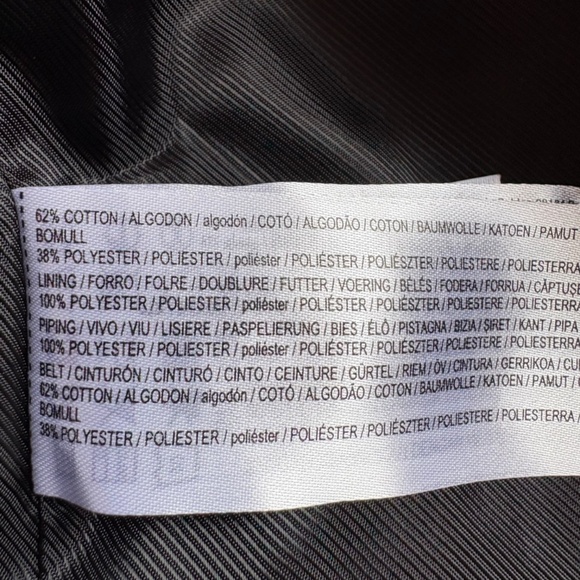 62% COTTON / ALGODON / algodón / COTÓ / ALGODÃO / COTON / BAUMWOLLE / KATOEN / PAMUT
BOMULL
38% POLYESTER / POLIESTER / poliéster / POLIÉSTER / POLIÉSZTER / POLIESTERE / POLIESTERRA
LINING / FORRO / FOLRE / DOUBLURE / FUTTER / VOERING / BÉLÉS / FODERA / FORRUA / CĂPTUȘE
100% POLYESTER / POLIESTER / poliéster / POLIÉSTER / POLIÉSZTER / POLIESTERE / POLIESTERRA
PIPING / VIVO / VIU / LISIERE / PASPELIERUNG / BIES / ÉLŐ / PISTAGNA / BIZIA / ȘIRET / KANT / PIPA
100% POLYESTER / POLIESTER / poliéster / POLIÉSTER / POLIÉSZTER / POLIESTERE / POLIESTERRA
BELT / CINTURÓN / CINTURÓ / CINTO / CEINTURE / GÜRTEL / RIEM / ÖV / CINTURA / GERRIKOA / CU
62% COTTON / ALGODON / algodón / COTÓ / ALGODÃO / COTON / BAUMWOLLE / KATOEN / PAMUT /
BOMULL
38% POLYESTER / POLIESTER / poliéster / POLIÉSTER / POLIÉSZTER / POLIESTERE / POLIESTERRA /